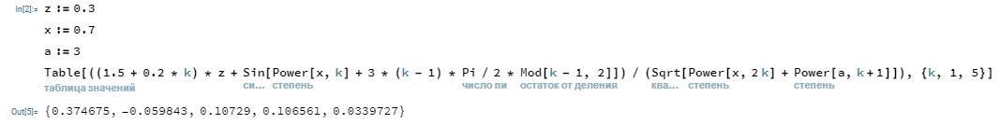 In[2]:= z := 0.3
x := 0.7
a := 3
Table[((1.5 + 0.2 * k) * z + Sin[Power[x, k] + 3 * (k - 1) * Pi / 2 * Mod[k - 1, 2]]) / (Sqrt[Power[x, 2 k] + Power[a, k + 1]]), {k, 1, 5}]
таблица значений си... степень число пи остаток от деления ква... степень степень
Out[5]= {0.374675, -0.059843, 0.10729, 0.106561, 0.0339727}